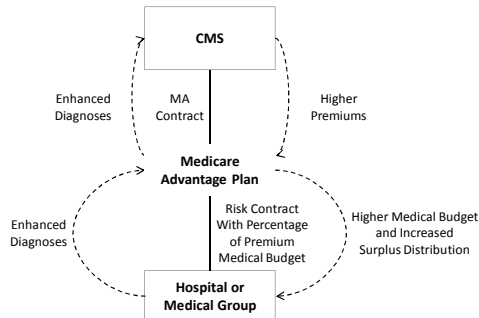 CMS
Enhanced
Diagnoses
MA
Contract
Higher
Premiums
Medicare
Advantage Plan
Enhanced
Diagnoses
Risk Contract
With Percentage
of Premium
Medical Budget
Higher Medical Budget
and Increased
Surplus Distribution
Hospital or
Medical Group